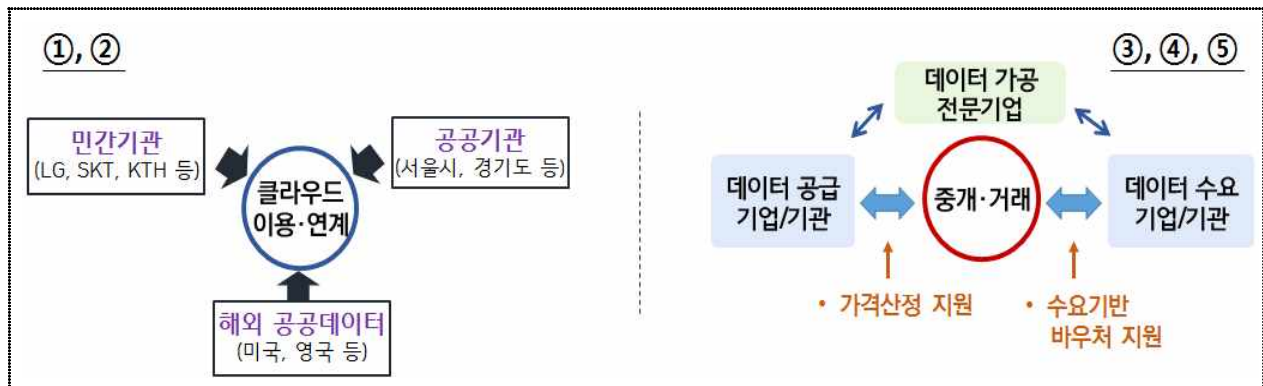 ①, ②
민간기관
(LG, SKT, KTH 등)
공공기관
(서울시, 경기도 등)
클라우드
이용·연계
해외 공공데이터
(미국, 영국 등)
③, ④, ⑤
데이터 가공
전문기업
데이터 공급
기업/기관
중개·거래
데이터 수요
기업/기관
• 가격산정 지원
• 수요기반
바우처 지원